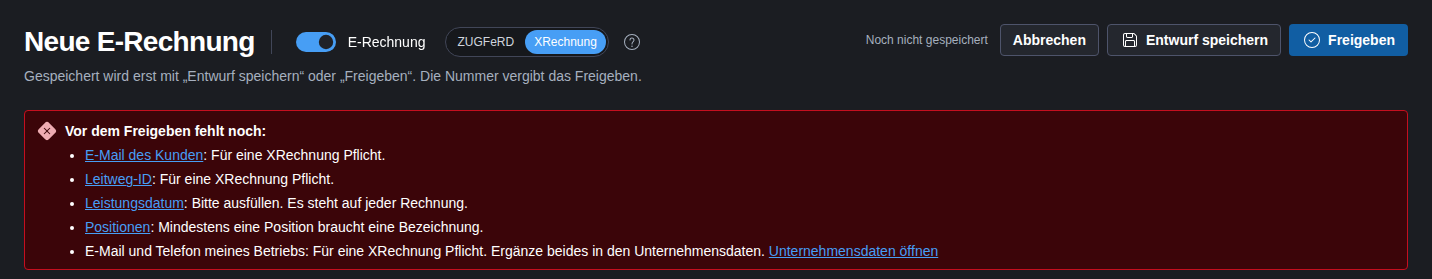 Neue E-Rechnung E-Rechnung ZUGFeRD XRechnung ? Noch nicht gespeichert Abbrechen Entwurf speichern Freigeben
Gespeichert wird erst mit „Entwurf speichern“ oder „Freigeben“. Die Nummer vergibt das Freigeben.
Vor dem Freigeben fehlt noch:
• E-Mail des Kunden: Für eine XRechnung Pflicht.
• Leitweg-ID: Für eine XRechnung Pflicht.
• Leistungsdatum: Bitte ausfüllen. Es steht auf jeder Rechnung.
• Positionen: Mindestens eine Position braucht eine Bezeichnung.
• E-Mail und Telefon meines Betriebs: Für eine XRechnung Pflicht. Ergänze beides in den Unternehmensdaten. Unternehmensdaten öffnen